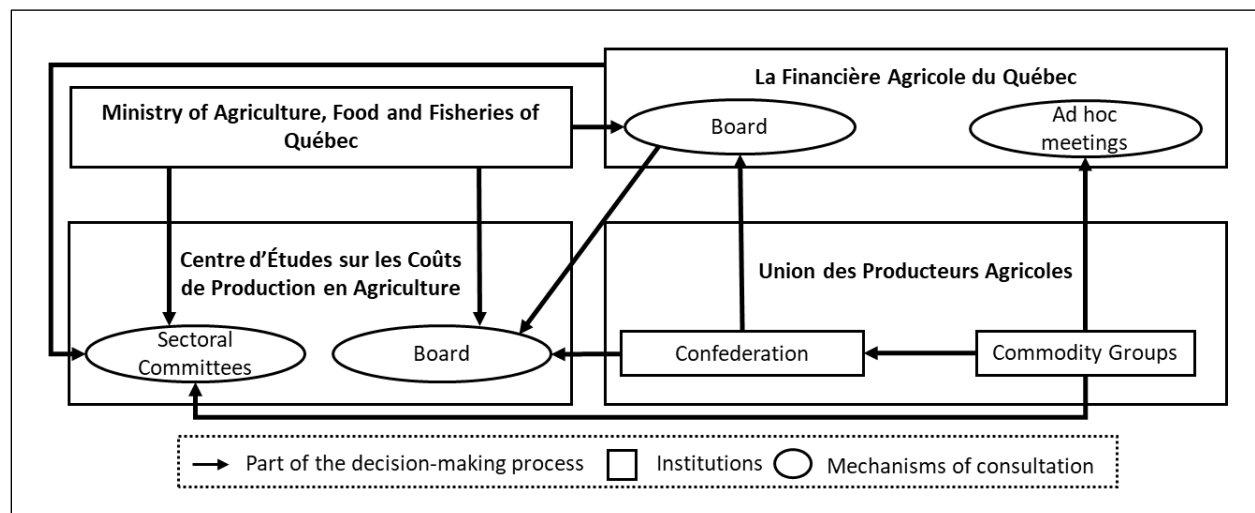 La Financière Agricole du Québec
Ministry of Agriculture, Food and Fisheries of
Québec
Board
Ad hoc
meetings
Centre d'Études sur les Coûts
de Production en Agriculture
Union des Producteurs Agricoles
Sectoral
Committees
Board
Confederation
Commodity Groups
Part of the decision-making process
Institutions
Mechanisms of consultation